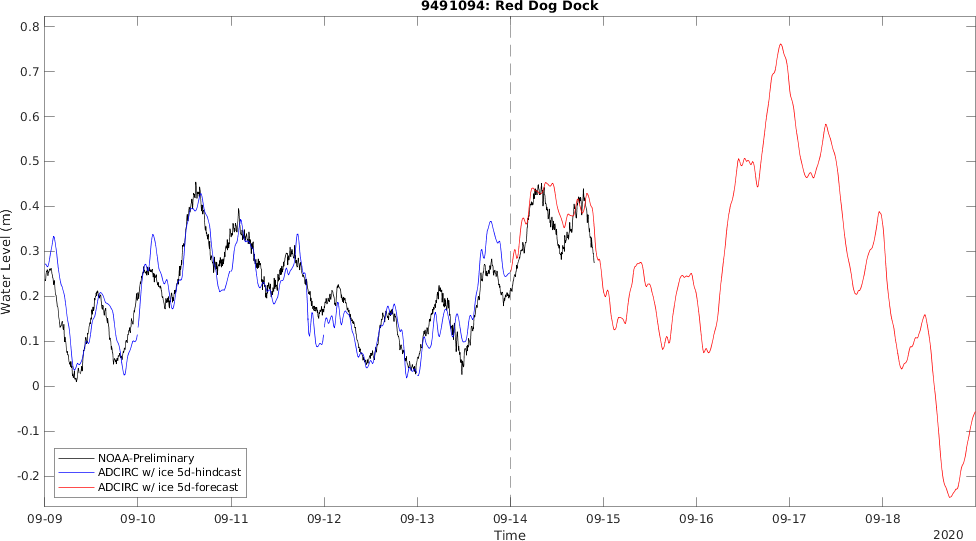 9491094: Red Dog Dock
0.8
0.7
0.6
0.5
0.4
0.3
0.2
0.1
0
-0.1
-0.2
Water Level (m)
NOAA-Preliminary
ADCIRC w/ ice 5d-hindcast
ADCIRC w/ ice 5d-forecast
09-09 09-10 09-11 09-12 09-13 09-14 09-15 09-16 09-17 09-18
Time
2020